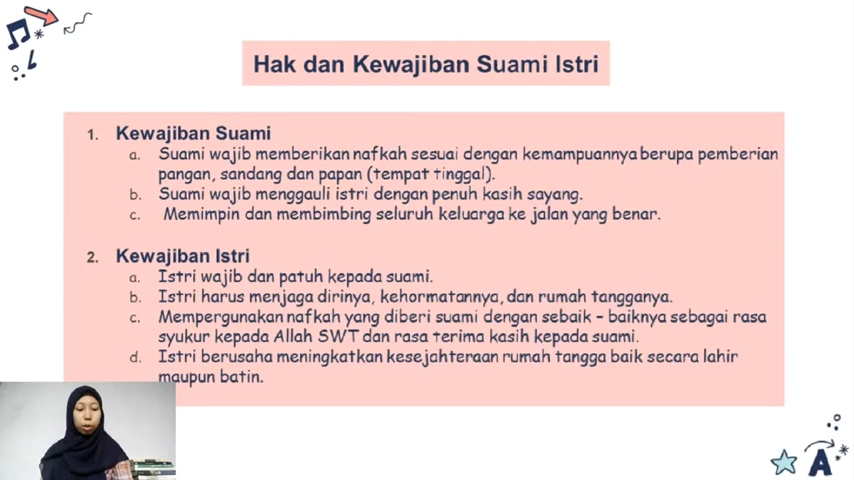 Hak dan Kewajiban Suami Istri
1. Kewajiban Suami
a. Suami wajib memberikan nafkah sesuai dengan kemampuannya berupa pemberian
pangan, sandang dan papan (tempat tinggal).
b. Suami wajib menggauli istri dengan penuh kasih sayang.
c. Memimpin dan membimbing seluruh keluarga ke jalan yang benar.
2. Kewajiban Istri
a. Istri wajib dan patuh kepada suami.
b. Istri harus menjaga dirinya, kehormatannya, dan rumah tangganya.
c. Mempergunakan nafkah yang diberi suami dengan sebaik – baiknya sebagai rasa
syukur kepada Allah SWT dan rasa terima kasih kepada suami.
d. Istri berusaha meningkatkan kesejahteraan rumah tangga baik secara lahir
maupun batin.
A